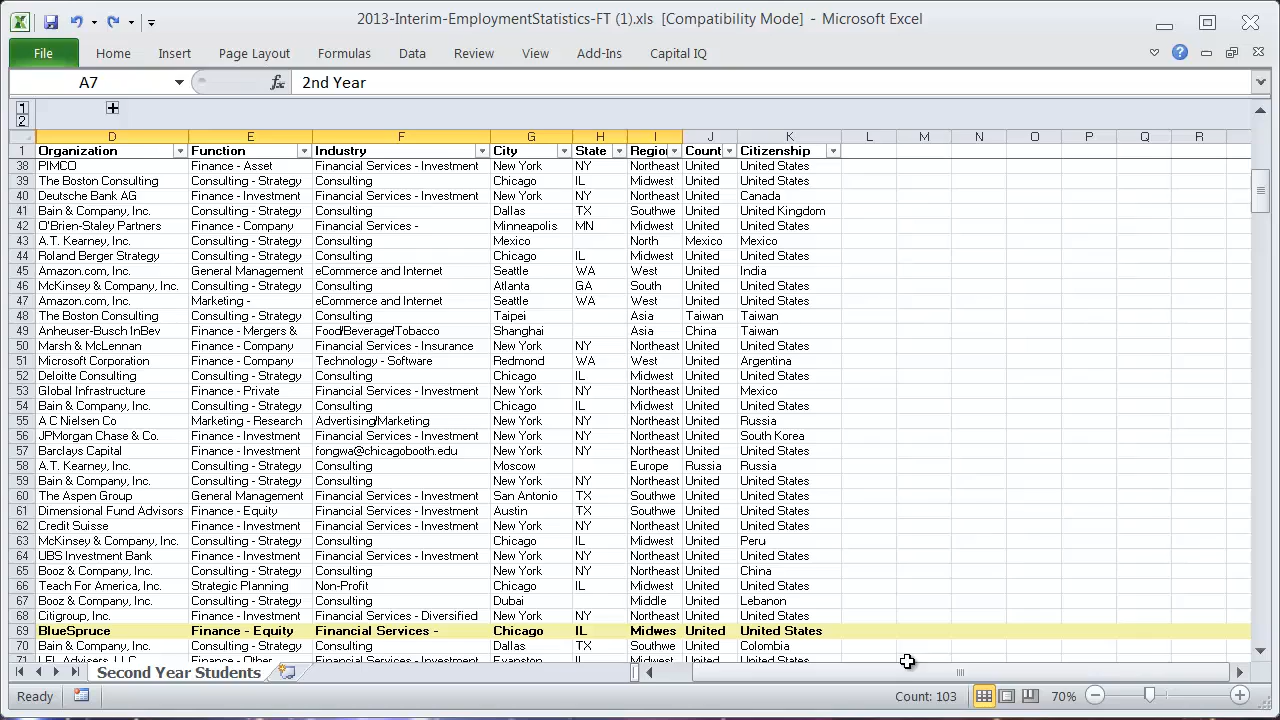 2013-Interim-EmploymentStatistics-FT (1).xls [Compatibility Mode] - Microsoft Excel
File Home Insert Page Layout Formulas Data Review View Add-Ins Capital IQ
A7 fx 2nd Year
1
2
D E F G H I J K L M N O P Q R
1 Organization Function Industry City State Region Count Citizenship
38 PIMCO Finance - Asset Financial Services - Investment New York NY Northeast United United States
39 The Boston Consulting Consulting - Strategy Consulting Chicago IL Midwest United United States
40 Deutsche Bank AG Finance - Investment Financial Services - Investment New York NY Northeast United Canada
41 Bain & Company, Inc. Consulting - Strategy Consulting Dallas TX Southwe United United Kingdom
42 O'Brien-Staley Partners Finance - Company Financial Services - Minneapolis MN Midwest United United States
43 A.T. Kearney, Inc. Consulting - Strategy Consulting Mexico North Mexico Mexico
44 Roland Berger Strategy Consulting - Strategy Consulting Chicago IL Midwest United United States
45 Amazon.com, Inc. General Management eCommerce and Internet Seattle WA West United India
46 McKinsey & Company, Inc. Consulting - Strategy Consulting Atlanta GA South United United States
47 Amazon.com, Inc. Marketing - eCommerce and Internet Seattle WA West United United States
48 The Boston Consulting Consulting - Strategy Consulting Taipei Asia Taiwan Taiwan
49 Anheuser-Busch InBev Finance - Mergers & Food/Beverage/Tobacco Shanghai Asia China Taiwan
50 Marsh & McLennan Finance - Company Financial Services - Insurance New York NY Northeast United United States
51 Microsoft Corporation Finance - Company Technology - Software Redmond WA West United Argentina
52 Deloitte Consulting Consulting - Strategy Consulting Chicago IL Midwest United United States
53 Global Infrastructure Finance - Private Financial Services - Investment New York NY Northeast United Mexico
54 Bain & Company, Inc. Consulting - Strategy Consulting Chicago IL Midwest United United States
55 A C Nielsen Co Marketing - Research Advertising/Marketing New York NY Northeast United Russia
56 JPMorgan Chase & Co. Finance - Investment Financial Services - Investment New York NY Northeast United South Korea
57 Barclays Capital Finance - Investment fongwa@chicagobooth.edu New York NY Northeast United United States
58 A.T. Kearney, Inc. Consulting - Strategy Consulting Moscow Europe Russia Russia
59 Bain & Company, Inc. Consulting - Strategy Consulting New York NY Northeast United United States
60 The Aspen Group General Management Financial Services - Investment San Antonio TX Southwe United United States
61 Dimensional Fund Advisors Finance - Equity Financial Services - Investment Austin TX Southwe United United States
62 Credit Suisse Finance - Investment Financial Services - Investment New York NY Northeast United United States
63 McKinsey & Company, Inc. Consulting - Strategy Consulting Chicago IL Midwest United Peru
64 UBS Investment Bank Finance - Investment Financial Services - Investment New York NY Northeast United United States
65 Booz & Company, Inc. Consulting - Strategy Consulting New York NY Northeast United China
66 Teach For America, Inc. Strategic Planning Non-Profit Chicago IL Midwest United United States
67 Booz & Company, Inc. Consulting - Strategy Consulting Dubai Middle United Lebanon
68 Citigroup, Inc. Finance - Investment Financial Services - Diversified New York NY Northeast United United States
69 BlueSpruce Finance - Equity Financial Services - Chicago IL Midwes United United States
70 Bain & Company, Inc. Consulting - Strategy Consulting Dallas TX Southwe United Colombia
71 LFL Advisers, LLC Finance - Other Financial Services - Investment Evanston IL Midwest United United States
Second Year Students
Ready Count: 103 70%